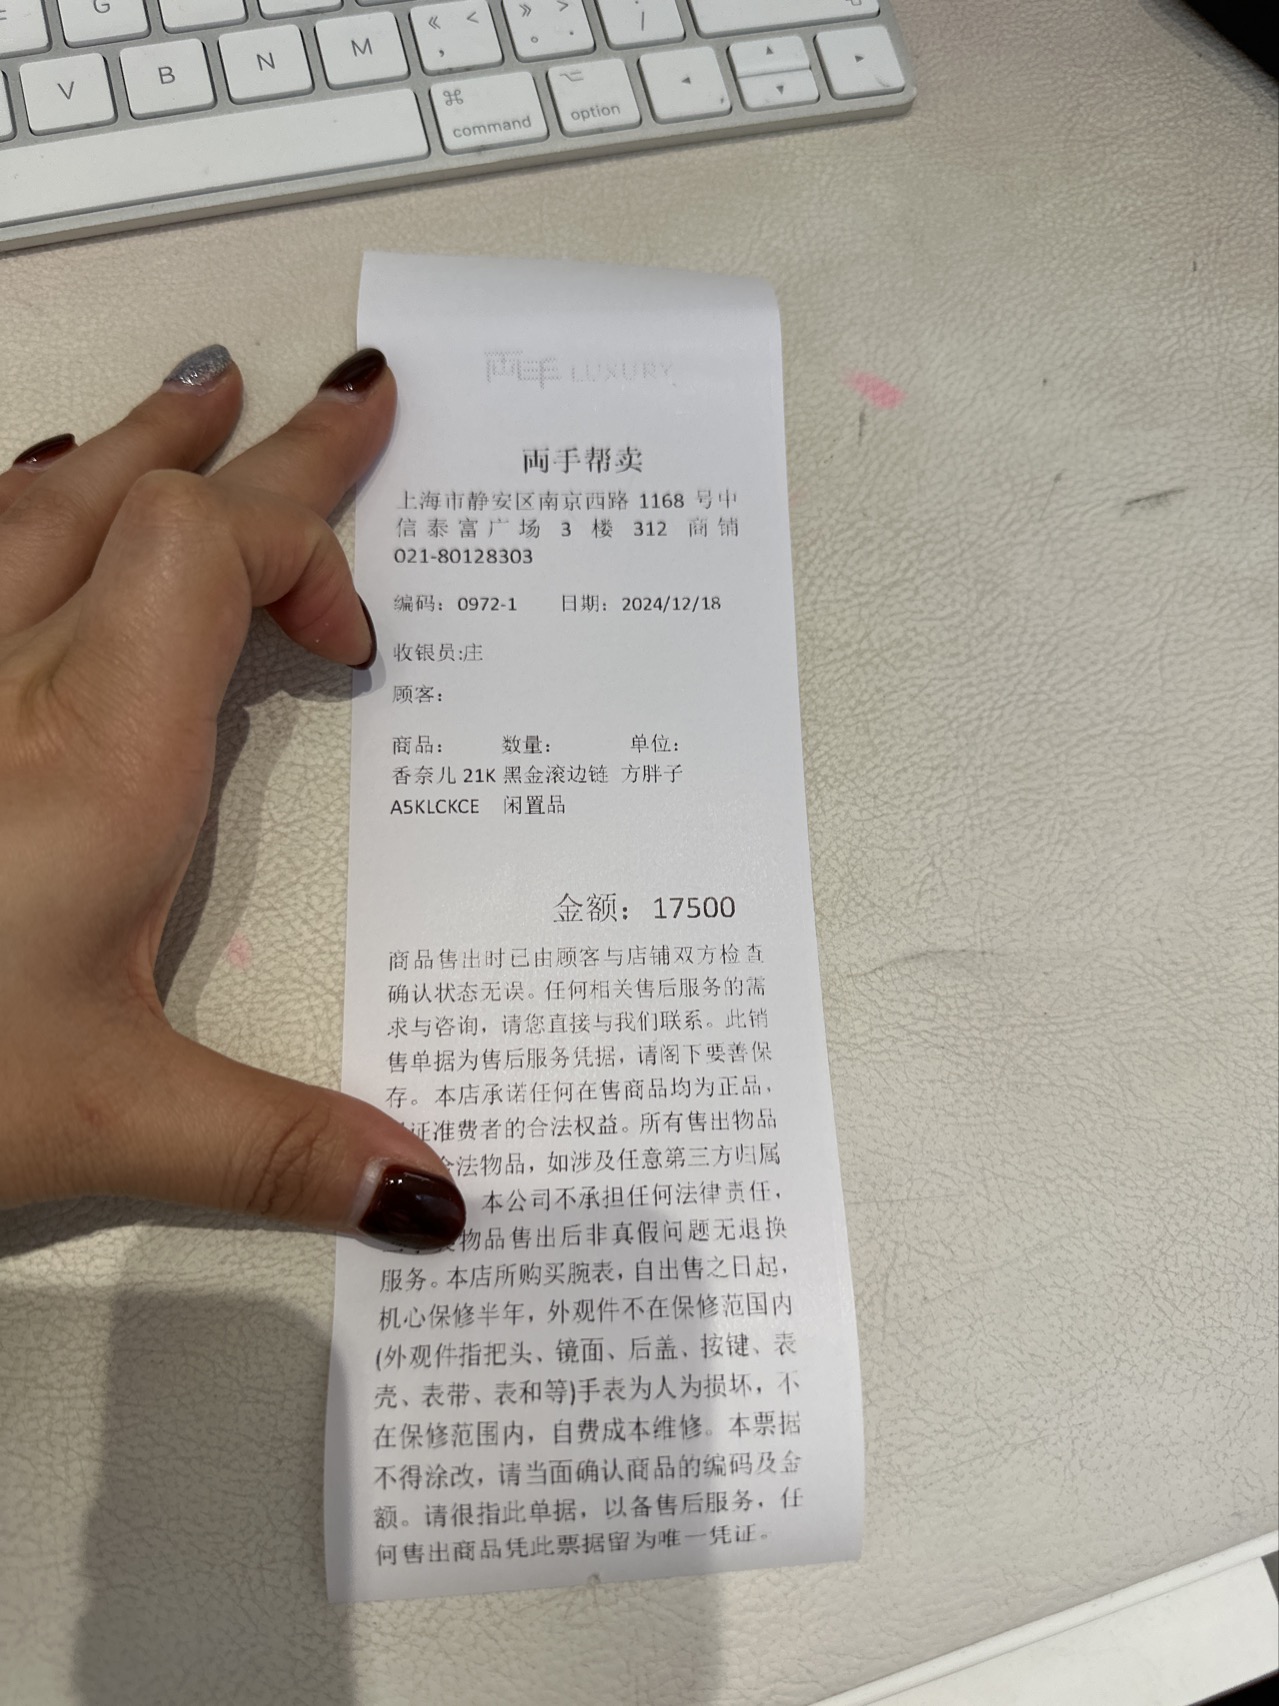 G
V
B
N
M
« <
,
» >
。 .
/
⌘
command
⌥
option
両手 LUXURY
両手帮卖
上海市静安区南京西路 1168 号中
信泰富广场 3 楼 312 商铺
021-80128303
编码：0972-1 日期：2024/12/18
收银员:庄
顾客：
商品： 数量： 单位：
香奈儿 21K 黑金滚边链 方胖子
A5KLCKCE 闲置品
金额：17500
商品售出时已由顾客与店铺双方检查
确认状态无误。任何相关售后服务的需
求与咨询，请您直接与我们联系。此销
售单据为售后服务凭据，请阁下要善保
存。本店承诺任何在售商品均为正品，
证准费者的合法权益。所有售出物品
法物品，如涉及任意第三方归属
本公司不承担任何法律责任，
物品售出后非真假问题无退换
服务。本店所购买腕表，自出售之日起，
机心保修半年，外观件不在保修范国内
(外观件指把头、镜面、后盖、按键、表
壳、表带、表和等)手表为人为损坏，不
在保修范围内，自费成本维修。本票据
不得涂改，请当面确认商品的编码及金
额。请很指此单据，以备售后服务，任
何售出商品凭此票据留为唯一凭证。